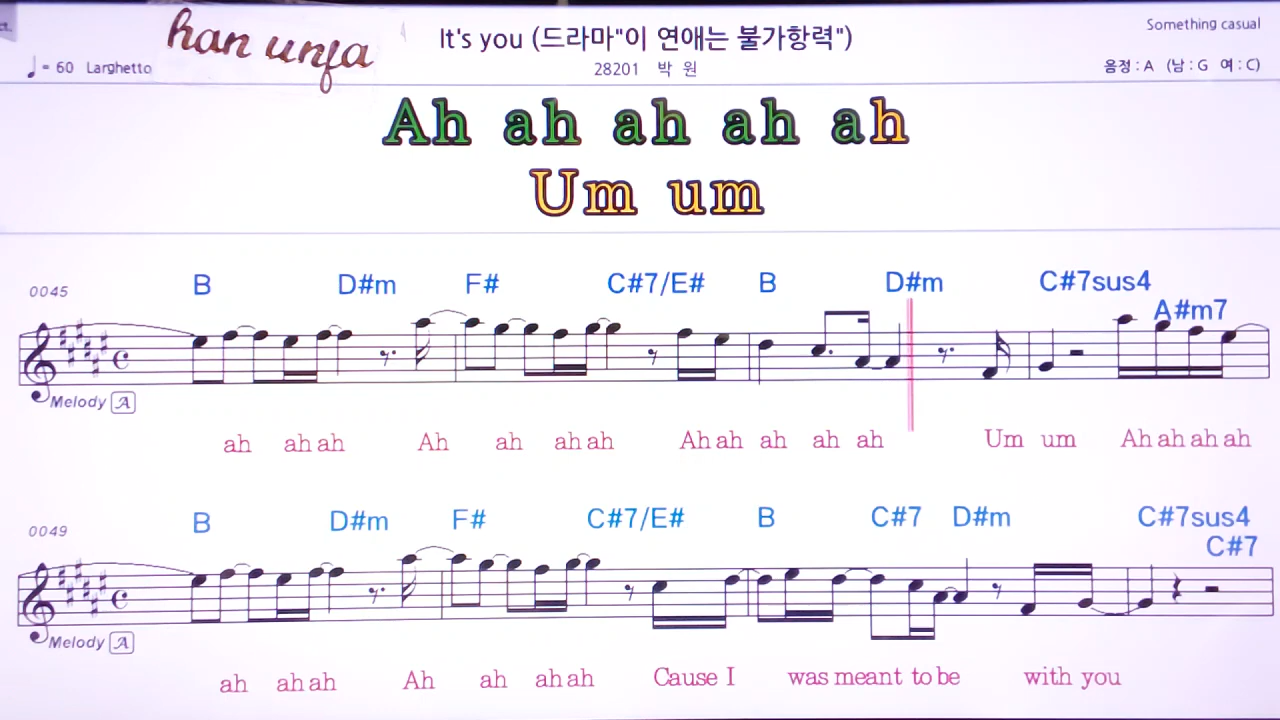 ct.
han unja
It's you (드라마"이 연애는 불가항력")
Something casual
♩= 60 Larghetto
28201 박 원
음정 : A (남 : G 여 : C)
Ah ah ah ah ah
Um um
0045
B D#m F# C#7/E# B D#m C#7sus4
A#m7
Melody A
ah ah ah Ah ah ah ah Ah ah ah ah ah Um um Ah ah ah ah
0049
B D#m F# C#7/E# B C#7 D#m C#7sus4
C#7
Melody A
ah ah ah Ah ah ah ah Cause I was meant to be with you